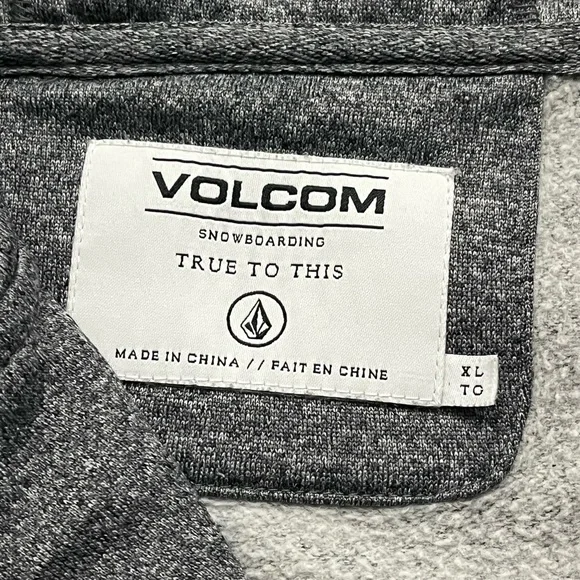 VOLCOM
SNOWBOARDING
TRUE TO THIS
MADE IN CHINA // FAIT EN CHINE
XL
TG